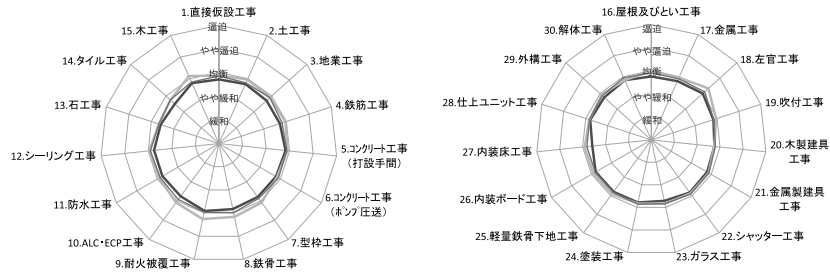 1.直接仮設工事
2.土工事
3.地業工事
4.鉄筋工事
5.コンクリート工事
(打設手間)
6.コンクリート工事
(ポンプ圧送)
7.型枠工事
8.鉄骨工事
9.耐火被覆工事
10.ALC・ECP工事
11.防水工事
12.シーリング工事
13.石工事
14.タイル工事
15.木工事
逼迫
やや逼迫
均衡
やや緩和
緩和
16.屋根及びとい工事
17.金属工事
18.左官工事
19.吹付工事
20.木製建具
工事
21.金属製建具
工事
22.シャッター工事
23.ガラス工事
24.塗装工事
25.軽量鉄骨下地工事
26.内装ボード工事
27.内装床工事
28.仕上ユニット工事
29.外構工事
30.解体工事
逼迫
やや逼迫
均衡
やや緩和
緩和